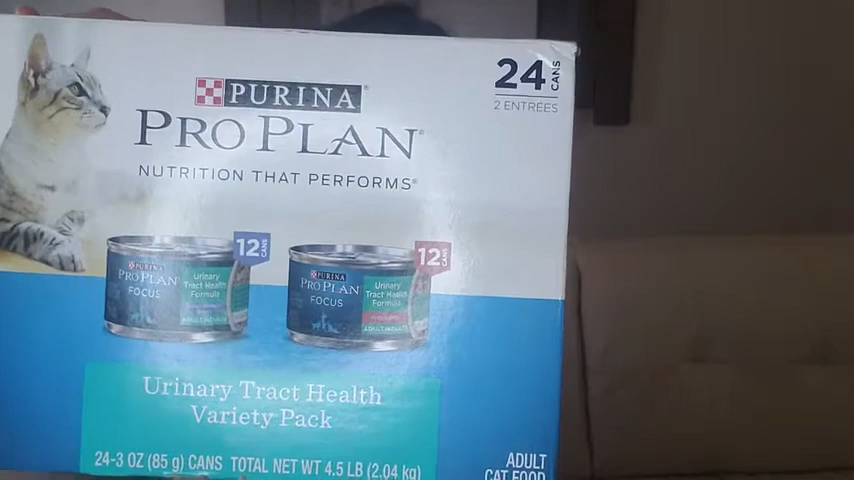 PURINA
PRO PLAN
NUTRITION THAT PERFORMS®
24 CANS
2 ENTRÉES
12 CANS
PURINA
PRO PLAN
FOCUS
Urinary
Tract Health
Formula
12 CANS
PURINA
PRO PLAN
FOCUS
Urinary
Tract Health
Formula
Urinary Tract Health
Variety Pack
24-3 OZ (85 g) CANS TOTAL NET WT 4.5 LB (2.04 kg)
ADULT
CAT FOOD